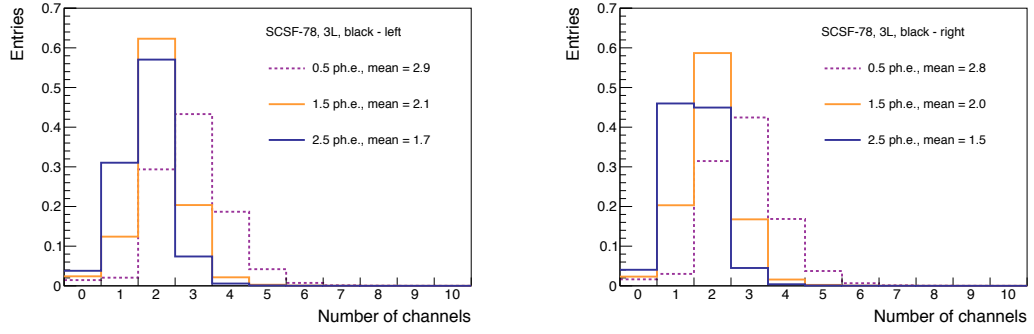 SCSF-78, 3L, black - left
0.5 ph.e., mean = 2.9
1.5 ph.e., mean = 2.1
2.5 ph.e., mean = 1.7
Entries
0.7
0.6
0.5
0.4
0.3
0.2
0.1
0
0 1 2 3 4 5 6 7 8 9 10
Number of channels
SCSF-78, 3L, black - right
0.5 ph.e., mean = 2.8
1.5 ph.e., mean = 2.0
2.5 ph.e., mean = 1.5
Entries
0.7
0.6
0.5
0.4
0.3
0.2
0.1
0
0 1 2 3 4 5 6 7 8 9 10
Number of channels